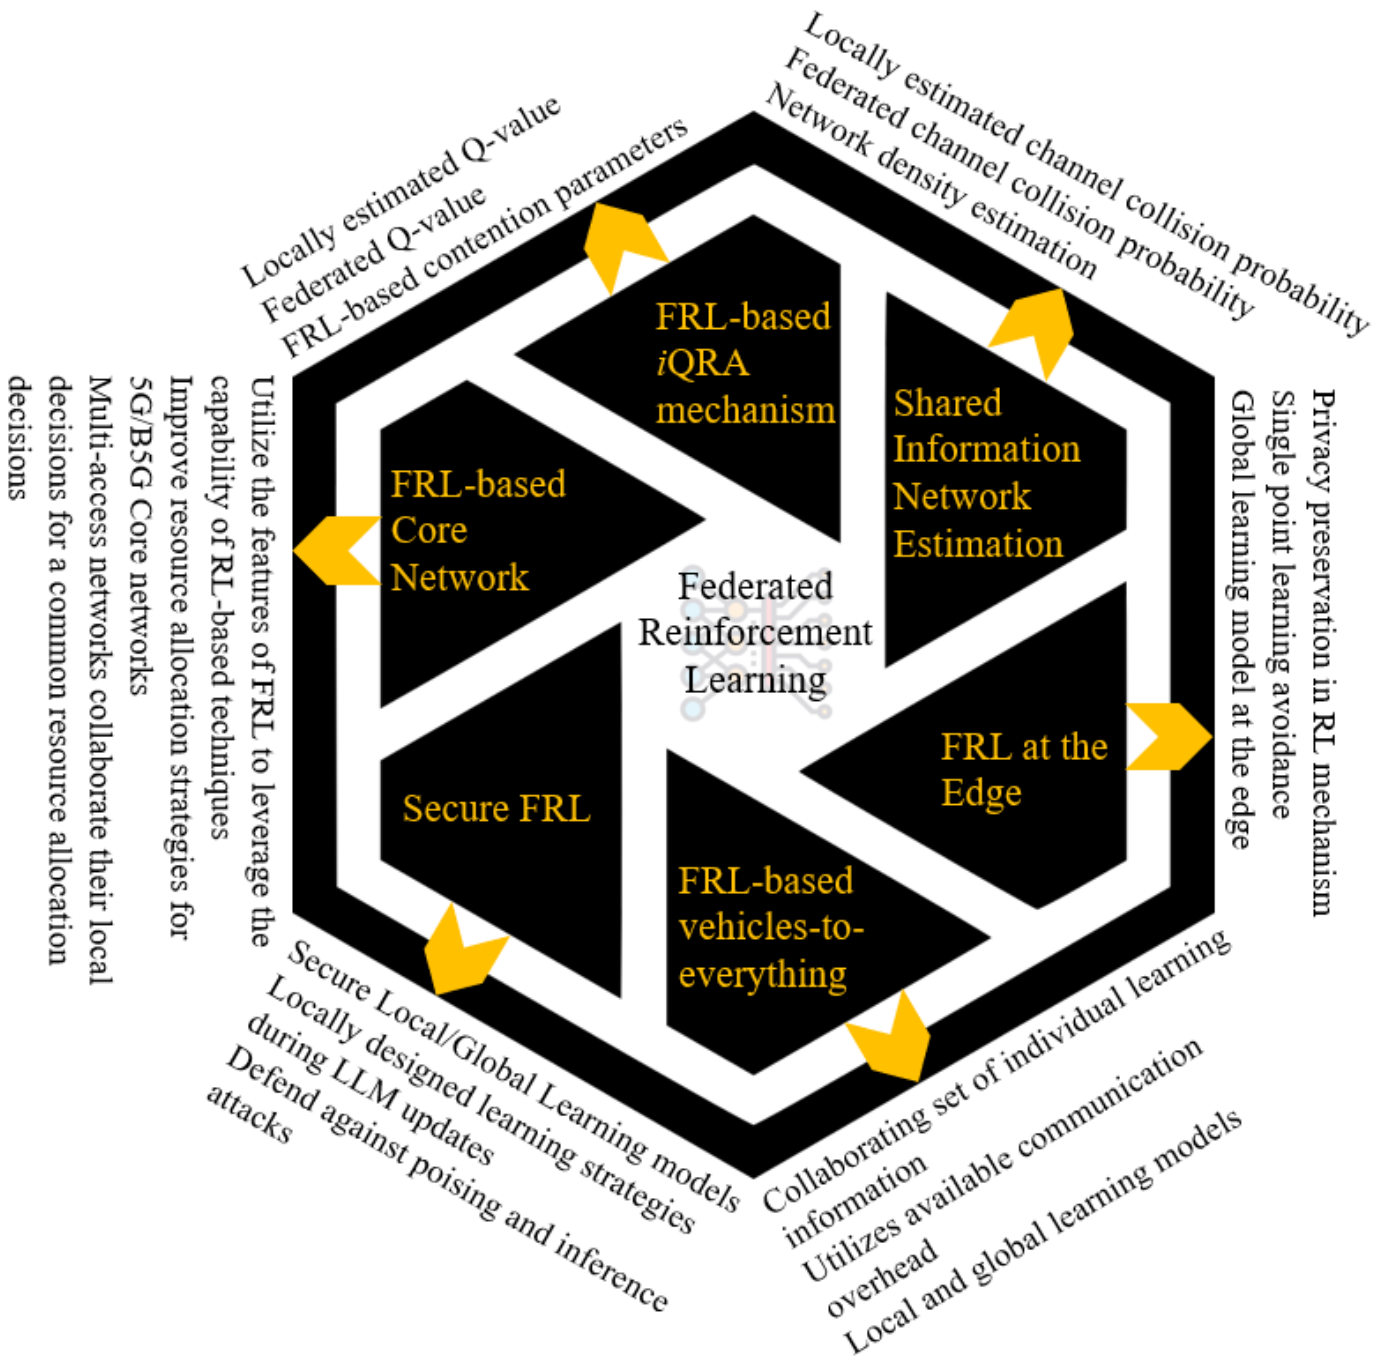 Locally estimated channel collision probability
Federated channel collision probability
Network density estimation
Locally estimated Q-value
Federated Q-value
FRL-based contention parameters
FRL-based
iQRA
mechanism
Shared
Information
Network
Estimation
FRL-based
Core
Network
Federated
Reinforcement
Learning
FRL at the
Edge
Secure FRL
FRL-based
vehicles-to-
everything
Privacy preservation in RL mechanism
Single point learning avoidance
Global learning model at the edge
Utilize the features of FRL to leverage the
capability of RL-based techniques
Improve resource allocation strategies for
5G/B5G Core networks
Multi-access networks collaborate their local
decisions for a common resource allocation
decisions
Secure Local/Global Learning models
Locally designed learning strategies
during LLM updates
Defend against poising and inference
attacks
Collaborating set of individual learning
information
Utilizes available communication
overhead
Local and global learning models